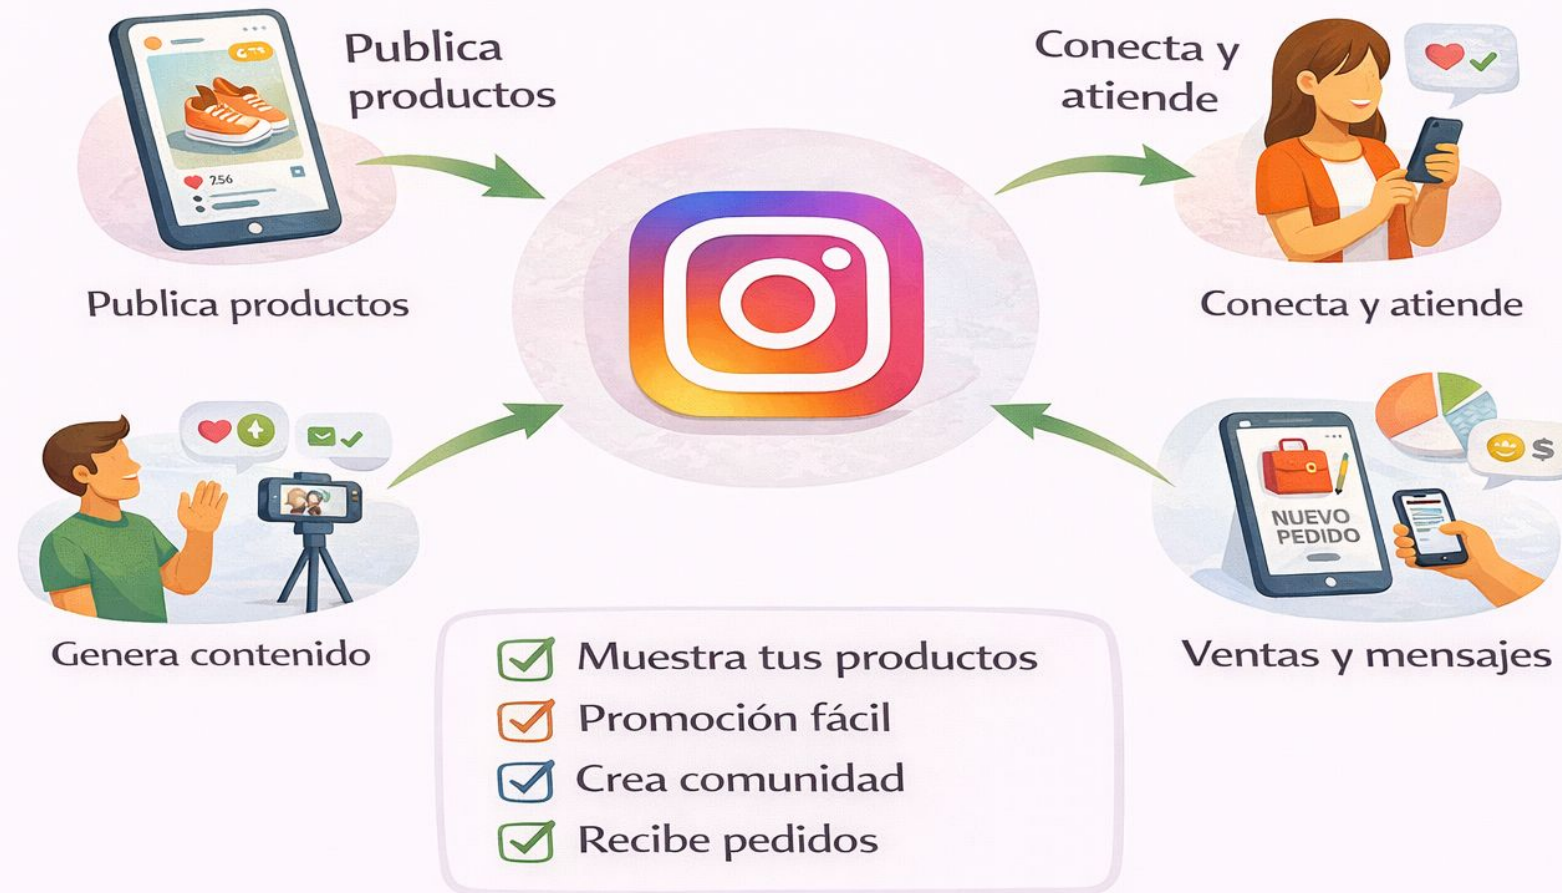 Publica
productos
Conecta y
atiende
256
Publica productos
Conecta y atiende
$
NUEVO
PEDIDO
Genera contenido
Ventas y mensajes
Muestra tus productos
Promoción fácil
Crea comunidad
Recibe pedidos